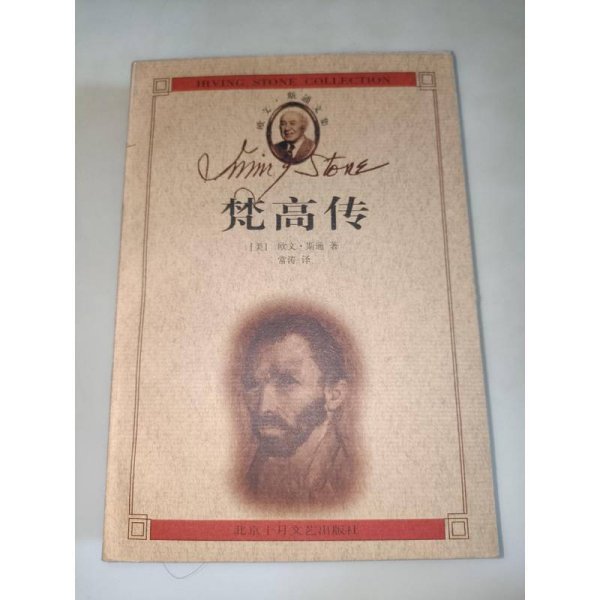 IRVING STONE COLLECTION
欧文·斯通文集
Irving Stone
梵高传
[美] 欧文·斯通 著
常涛 译
北京十月文艺出版社